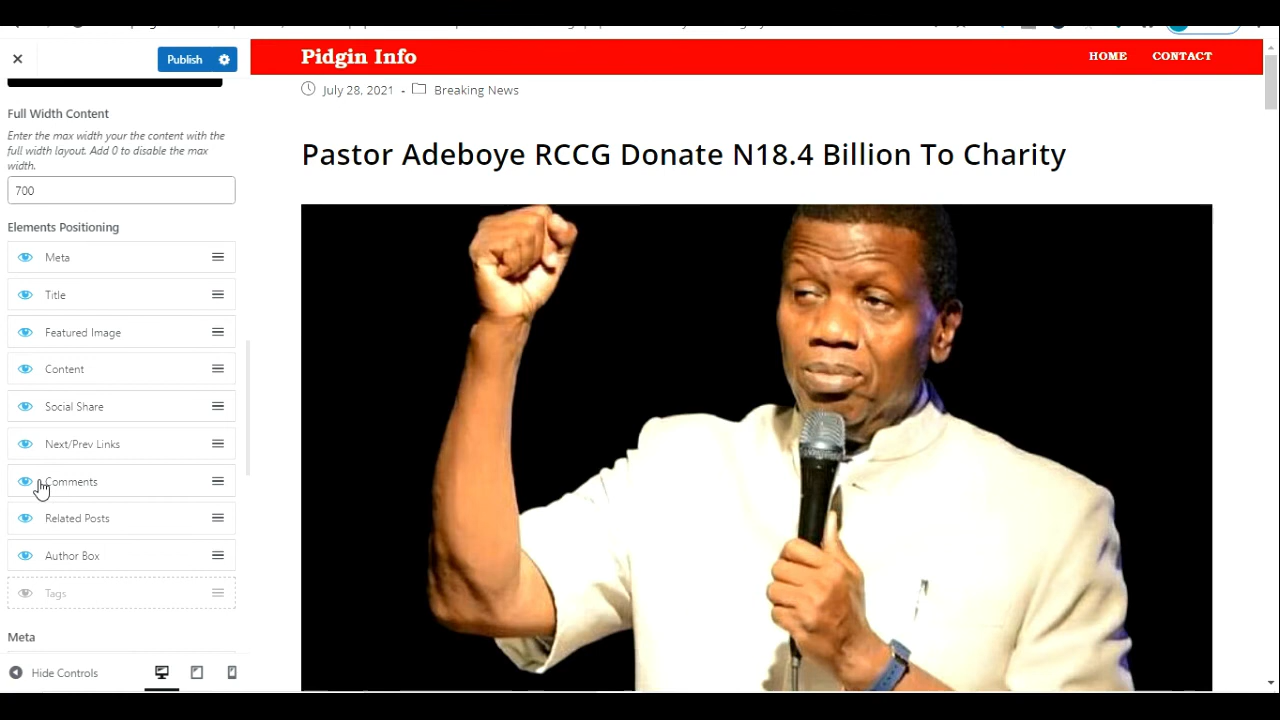 Publish
Pidgin Info
HOME
CONTACT
July 28, 2021 - Breaking News
Full Width Content
Enter the max width your the content with the
full width layout. Add 0 to disable the max
width.
700
Elements Positioning
Meta
Title
Featured Image
Content
Social Share
Next/Prev Links
Comments
Related Posts
Author Box
Tags
Meta
Hide Controls
Pastor Adeboye RCCG Donate N18.4 Billion To Charity